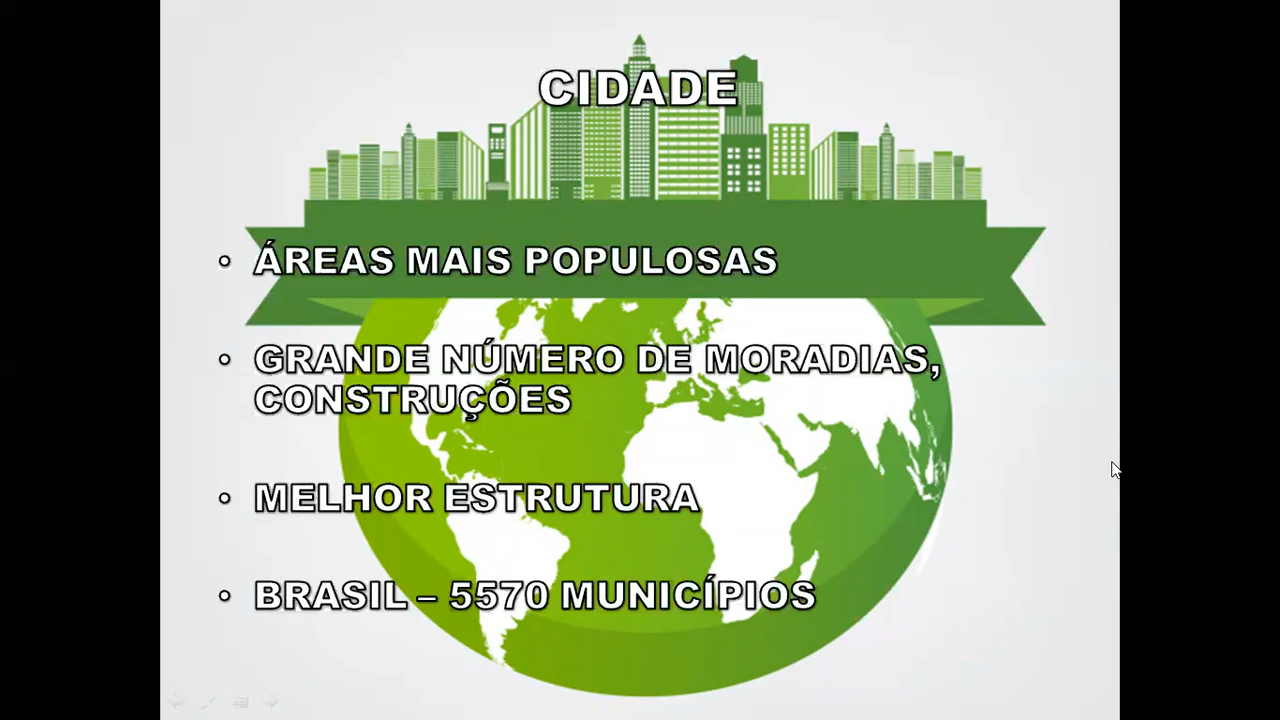 CIDADE
• ÁREAS MAIS POPULOSAS
• GRANDE NÚMERO DE MORADIAS,
CONSTRUÇÕES
• MELHOR ESTRUTURA
• BRASIL – 5570 MUNICÍPIOS